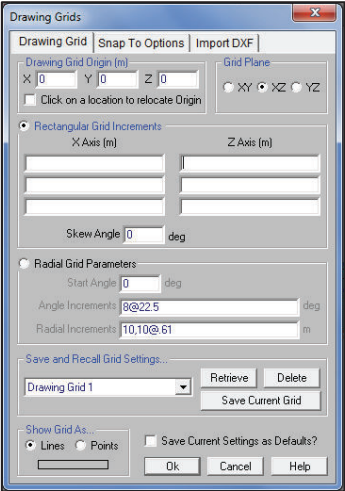 Drawing Grids
Drawing Grid Snap To Options Import DXF
Drawing Grid Origin (m) Grid Plane
X 0 Y 0 Z 0
XY XZ YZ
Click on a location to relocate Origin
Rectangular Grid Increments
X Axis (m) Z Axis (m)
Skew Angle 0 deg
Radial Grid Parameters
Start Angle 0 deg
Angle Increments 8@22.5 deg
Radial Increments 10,10@.61 m
Save and Recall Grid Settings...
Drawing Grid 1
Retrieve Delete
Save Current Grid
Show Grid As...
Lines Points
Save Current Settings as Defaults?
Ok Cancel Help